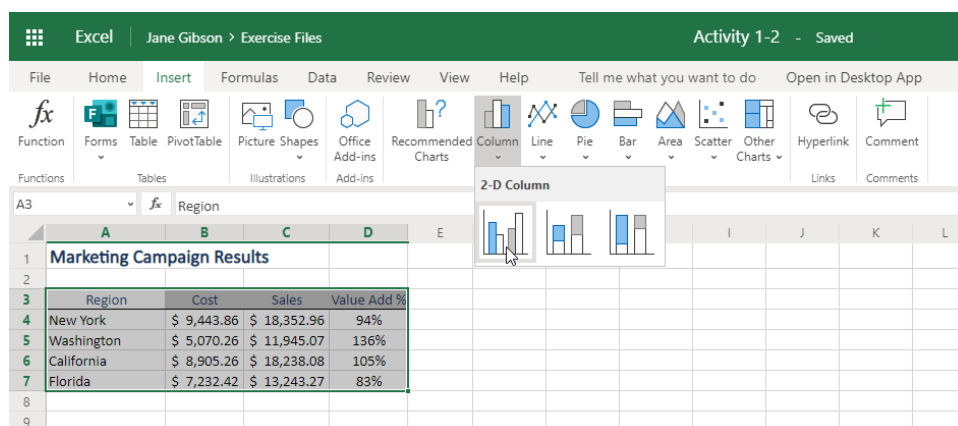 Excel Jane Gibson > Exercise Files Activity 1-2 - Saved
File Home Insert Formulas Data Review View Help Tell me what you want to do Open in Desktop App
fx F ?
Function Forms Table PivotTable Picture Shapes Office Add-ins Recommended Charts Column Line Pie Bar Area Scatter Other Charts Hyperlink Comment
Functions Tables Illustrations Add-ins Links Comments
2-D Column
A3 fx Region
A B C D E I J K L
1 Marketing Campaign Results
2
3 Region Cost Sales Value Add %
4 New York $ 9,443.86 $ 18,352.96 94%
5 Washington $ 5,070.26 $ 11,945.07 136%
6 California $ 8,905.26 $ 18,238.08 105%
7 Florida $ 7,232.42 $ 13,243.27 83%
8
9